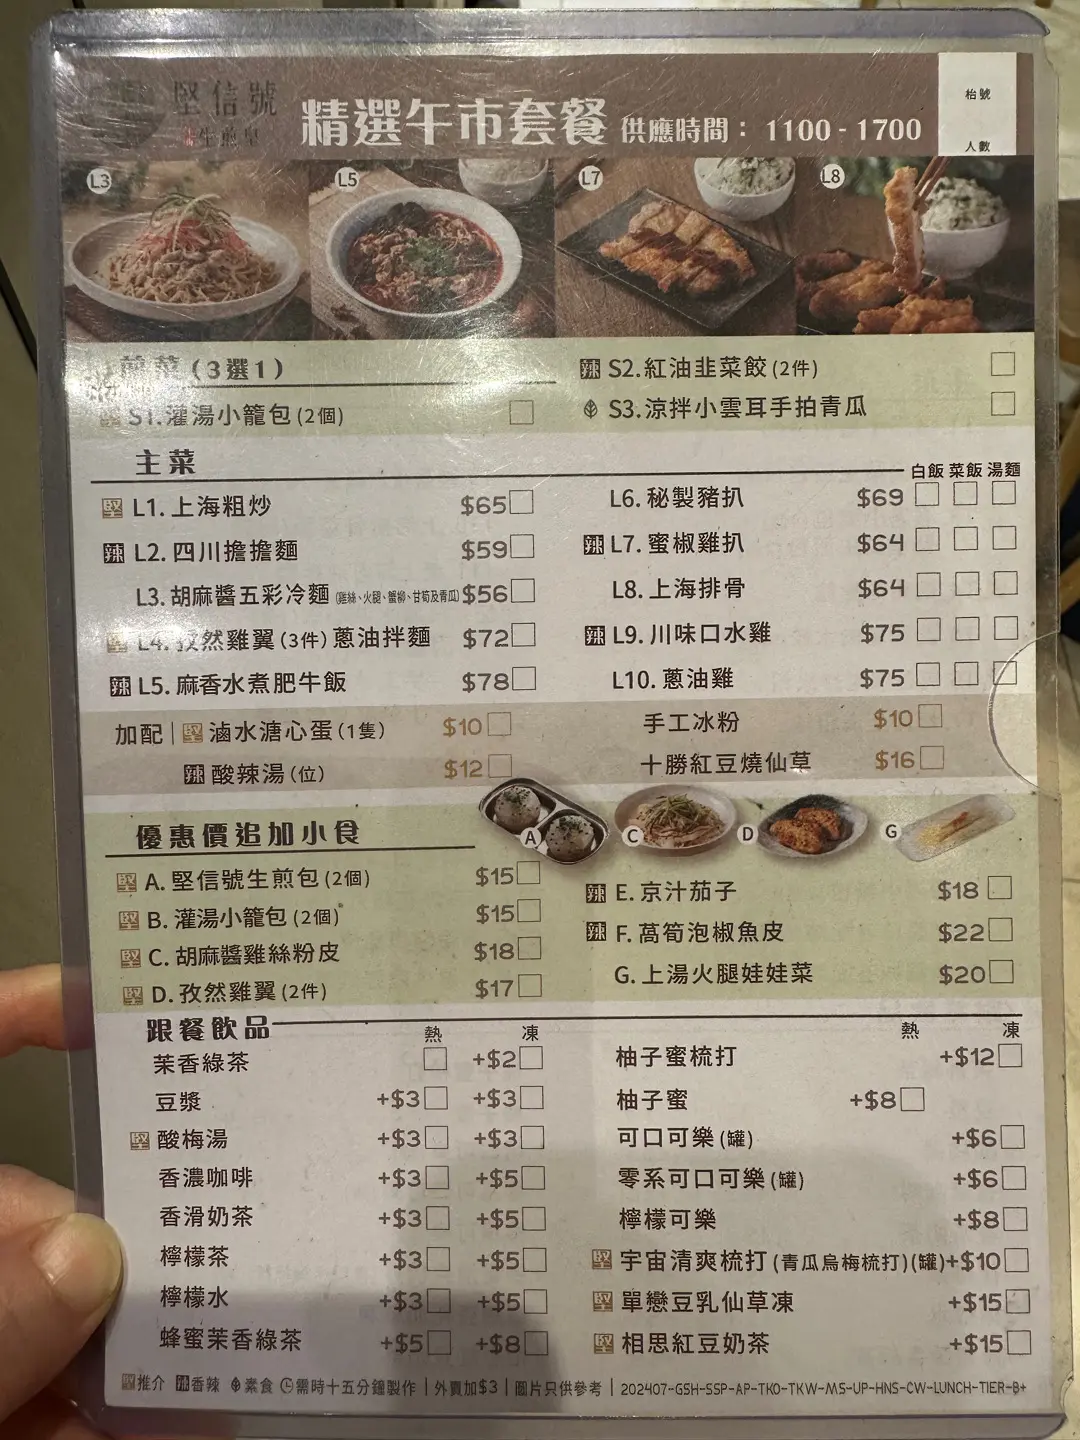 堅信號
生煎皇
精選午市套餐 供應時間： 1100 - 1700
枱號
人數
L3 L5 L7 L8
前菜 (3選1)
S1. 灌湯小籠包 (2個)
辣 S2. 紅油韭菜餃 (2件)
S3. 涼拌小雲耳手拍青瓜
主菜
白飯 菜飯 湯麵
堅 L1. 上海粗炒 $65
辣 L2. 四川擔擔麵 $59
L3. 胡麻醬五彩冷麵 (雞絲、火腿、蟹柳、甘筍及青瓜) $56
堅 L4. 孜然雞翼 (3件) 蔥油拌麵 $72
辣 L5. 麻香水煮肥牛飯 $78
L6. 秘製豬扒 $69
辣 L7. 蜜椒雞扒 $64
L8. 上海排骨 $64
辣 L9. 川味口水雞 $75
L10. 蔥油雞 $75
加配 | 堅 滷水溏心蛋 (1隻) $10
辣 酸辣湯 (位) $12
手工冰粉 $10
十勝紅豆燒仙草 $16
優惠價追加小食
A C D G
堅 A. 堅信號生煎包 (2個) $15
堅 B. 灌湯小籠包 (2個) $15
堅 C. 胡麻醬雞絲粉皮 $18
堅 D. 孜然雞翼 (2件) $17
辣 E. 京汁茄子 $18
辣 F. 萵筍泡椒魚皮 $22
G. 上湯火腿娃娃菜 $20
跟餐飲品
熱 凍
茉香綠茶 +$2
豆漿 +$3 +$3
堅 酸梅湯 +$3 +$3
香濃咖啡 +$3 +$5
香滑奶茶 +$3 +$5
檸檬茶 +$3 +$5
檸檬水 +$3 +$5
蜂蜜茉香綠茶 +$5 +$8
熱 凍
柚子蜜梳打 +$12
柚子蜜 +$8
可口可樂 (罐) +$6
零系可口可樂 (罐) +$6
檸檬可樂 +$8
堅 宇宙清爽梳打 (青瓜烏梅梳打) (罐) +$10
堅 單戀豆乳仙草凍 +$15
堅 相思紅豆奶茶 +$15
堅 推介 辣 香辣 素食 需時十五分鐘製作 | 外賣加$3 | 圖片只供參考 | 202407-GSH-SSP-AP-TKO-TKW-MS-UP-HNS-CW-LUNCH-TIER-B+